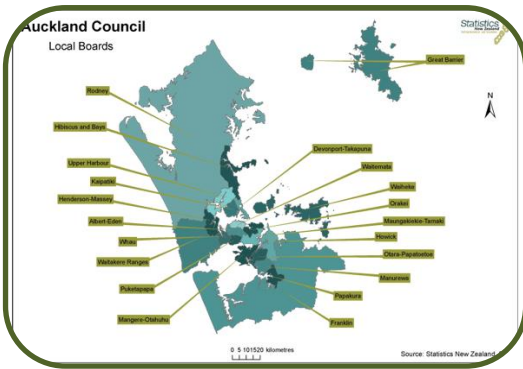 Auckland Council
Local Boards
Statistics
New Zealand
Great Barrier
N
Rodney
Hibiscus and Bays
Upper Harbour
Kaipatiki
Henderson-Massey
Albert-Eden
Whau
Waitakere Ranges
Puketapapa
Mangere-Otahuhu
Devonport-Takapuna
Waitemata
Waiheke
Orakei
Maungakiekie-Tamaki
Howick
Otara-Papatoetoe
Manurewa
Papakura
Franklin
0 5 10 15 20 kilometres
Source: Statistics New Zealand